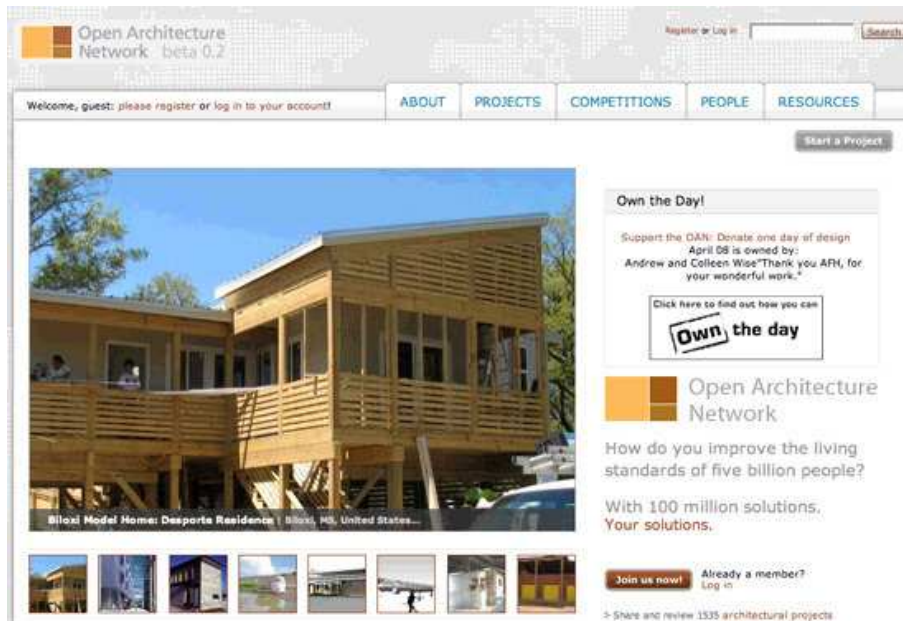 Open Architecture
Network beta 0.2
Register or Log in
Search
Welcome, guest: please register or log in to your account!
ABOUT
PROJECTS
COMPETITIONS
PEOPLE
RESOURCES
Start a Project
Own the Day!
Support the OAN: Donate one day of design
April 08 is owned by:
Andrew and Colleen Wise"Thank you AFH, for
your wonderful work."
Click here to find out how you can
Own the day
Open Architecture
Network
How do you improve the living
standards of five billion people?
With 100 million solutions.
Your solutions.
Biloxi Model Home: Desporte Residence | Biloxi, MS, United States...
Join us now!
Already a member?
Log in
> Share and review 1535 architectural projects